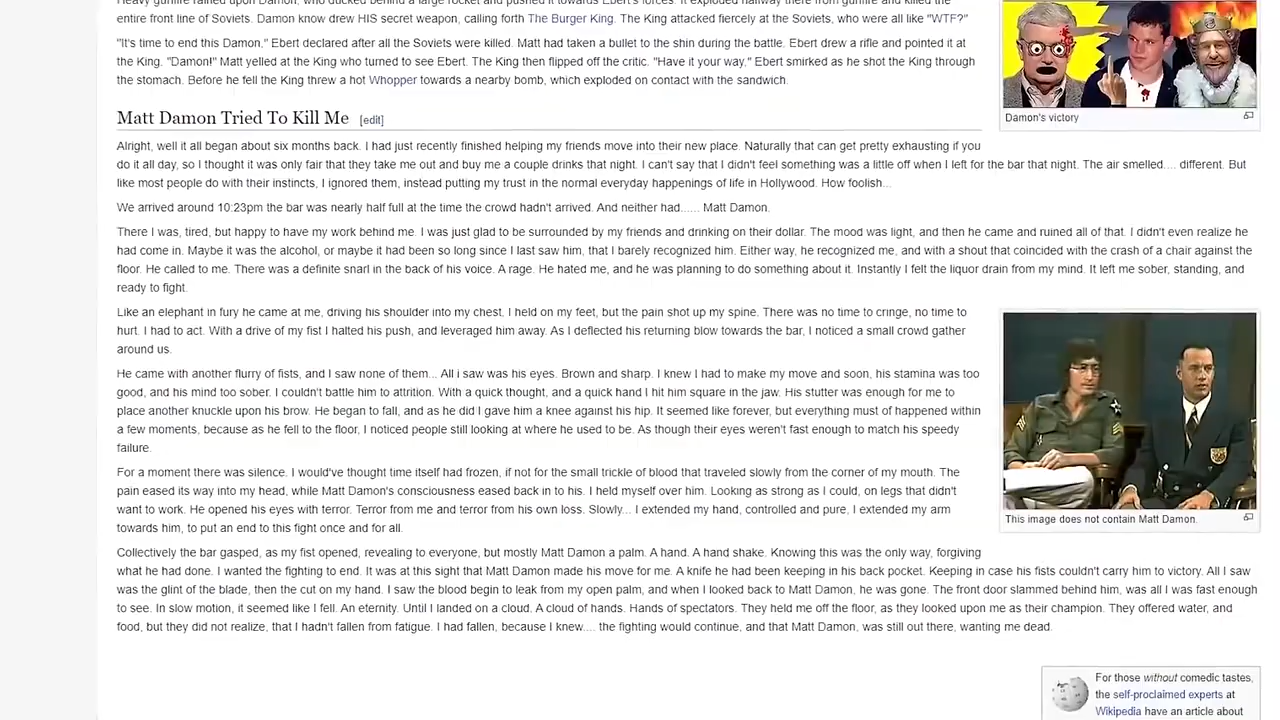 Heavy gunfire rained upon Damon, who ducked behind a large rocket and pushed it towards Ebert's forces. It exploded halfway there from gunfire and killed the
entire front line of Soviets. Damon know drew HIS secret weapon, calling forth The Burger King. The King attacked fiercely at the Soviets, who were all like "WTF?"
"It's time to end this Damon," Ebert declared after all the Soviets were killed. Matt had taken a bullet to the shin during the battle. Ebert drew a rifle and pointed it at
the King. "Damon!" Matt yelled at the King who turned to see Ebert. The King then flipped off the critic. "Have it your way," Ebert smirked as he shot the King through
the stomach. Before he fell the King threw a hot Whopper towards a nearby bomb, which exploded on contact with the swordman.
Damon's victory
Matt Damon Tried To Kill Me [edit]
Alright, well it all began about six months back. I had just recently finished helping my friends move into their new place. Naturally that can get pretty exhausting if you
do it all day, so I thought it was only fair that they take me out and buy me a couple drinks that night. I can't say that I didn't feel something was a little off when I left for the bar that night. The air smelled.... different. But
like most people do with their instincts, I ignored them, instead putting my trust in the normal everyday happenings of life in Hollywood. How foolish...
We arrived around 10:23pm the bar was nearly half full at the time the crowd hadn't arrived. And neither had...... Matt Damon.
There I was, tired, but happy to have my work behind me. I was just glad to be surrounded by my friends and drinking on their dollar. The mood was light, and then he came and ruined all of that. I didn't even realize he
had come in. Maybe it was the alcohol, or maybe it had been so long since I last saw him, that I barely recognized him. Either way, he recognized me, and with a shout that coincided with the crash of a chair against the
floor. He called to me. There was a definite snarl in the back of his voice. A rage. He hated me, and he was planning to do something about it. Instantly I felt the liquor drain from my mind. It left me sober, standing, and
ready to fight.
Like an elephant in fury he came at me, driving his shoulder into my chest. I held on my feet, but the pain shot up my spine. There was no time to cringe, no time to
hurt. I had to act. With a drive of my fist I halted his push, and leveraged him away. As I deflected his returning blow towards the bar, I noticed a small crowd gather
around us.
He came with another flurry of fists, and I saw none of them... All i saw was his eyes. Brown and sharp. I knew I had to make my move and soon, his stamina was too
good, and his mind too sober. I couldn't battle him to attrition. With a quick thought, and a quick hand I hit him square in the jaw. His stutter was enough for me to
place another knuckle upon his brow. He began to fall, and as he did I gave him a knee against his hip. It seemed like forever, but everything must of happened within
a few moments, because as he fell to the floor, I noticed people still looking at where he used to be. As though their eyes weren't fast enough to match his speedy
failure.
For a moment there was silence. I would've thought time itself had frozen, if not for the small trickle of blood that traveled slowly from the corner of my mouth. The
pain eased its way into my head, while Matt Damon's consciousness eased back in to his. I held myself over him. Looking as strong as I could, on legs that didn't
want to work. He opened his eyes with terror. Terror from me and terror from his own loss. Slowly... I extended my hand, controlled and pure, I extended my arm
towards him, to put an end to this fight once and for all.
This image does not contain Matt Damon.
Collectively the bar gasped, as my fist opened, revealing to everyone, but mostly Matt Damon a palm. A hand. A hand shake. Knowing this was the only way, forgiving
what he had done. I wanted the fighting to end. It was at this sight that Matt Damon made his move for me. A knife he had been keeping in his back pocket. Keeping in case his fists couldn't carry him to victory. All I saw
was the glint of the blade, then the cut on my hand. I saw the blood begin to leak from my open palm, and when I looked back to Matt Damon, he was gone. The front door slammed behind him, was all I was fast enough
to see. In slow motion, it seemed like I fell. An eternity. Until I landed on a cloud. A cloud of hands. Hands of spectators. They held me off the floor, as they looked upon me as their champion. They offered water, and
food, but they did not realize, that I hadn't fallen from fatigue. I had fallen, because I knew.... the fighting would continue, and that Matt Damon, was still out there, wanting me dead.
For those without comedic tastes,
the self-proclaimed experts at
Wikipedia have an article about